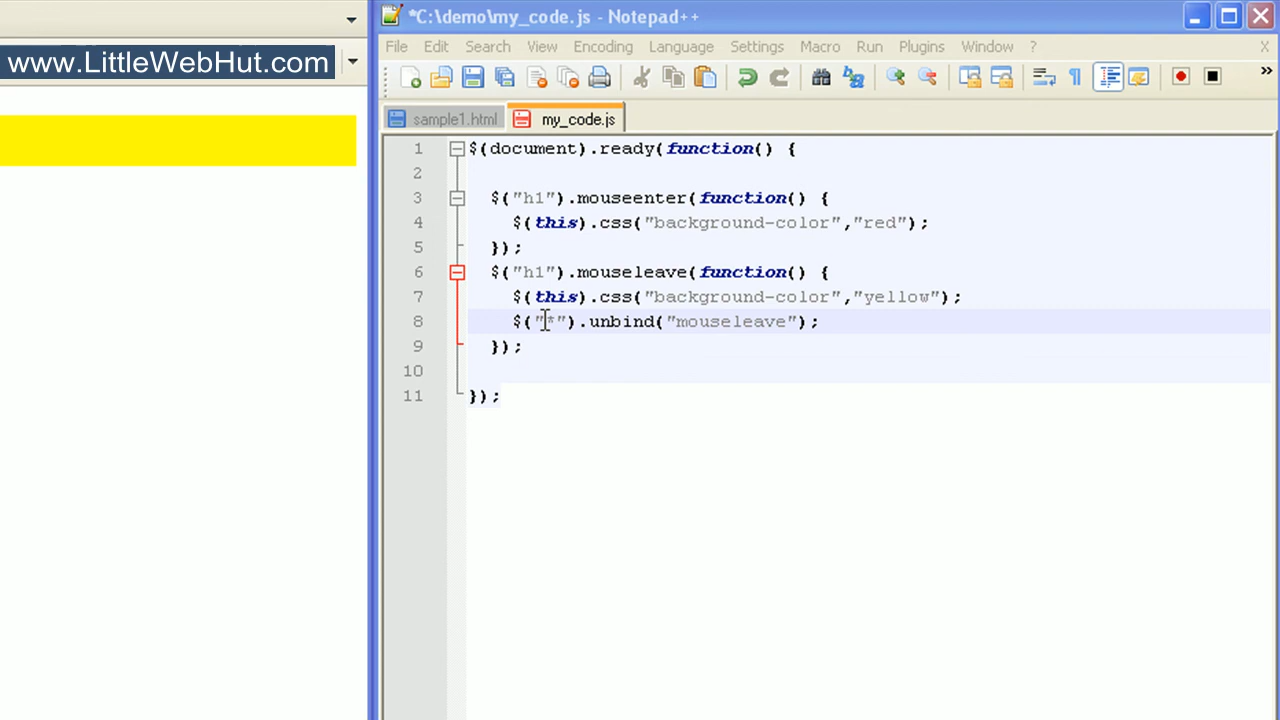 *C:\demo\my_code.js - Notepad++
File Edit Search View Encoding Language Settings Macro Run Plugins Window ? X
www.LittleWebHut.com
sample1.html my_code.js
1 $(document).ready(function() {
2
3 $("h1").mouseenter(function() {
4 $(this).css("background-color","red");
5 });
6 $("h1").mouseleave(function() {
7 $(this).css("background-color","yellow");
8 $("*").unbind("mouseleave");
9 });
10
11 });